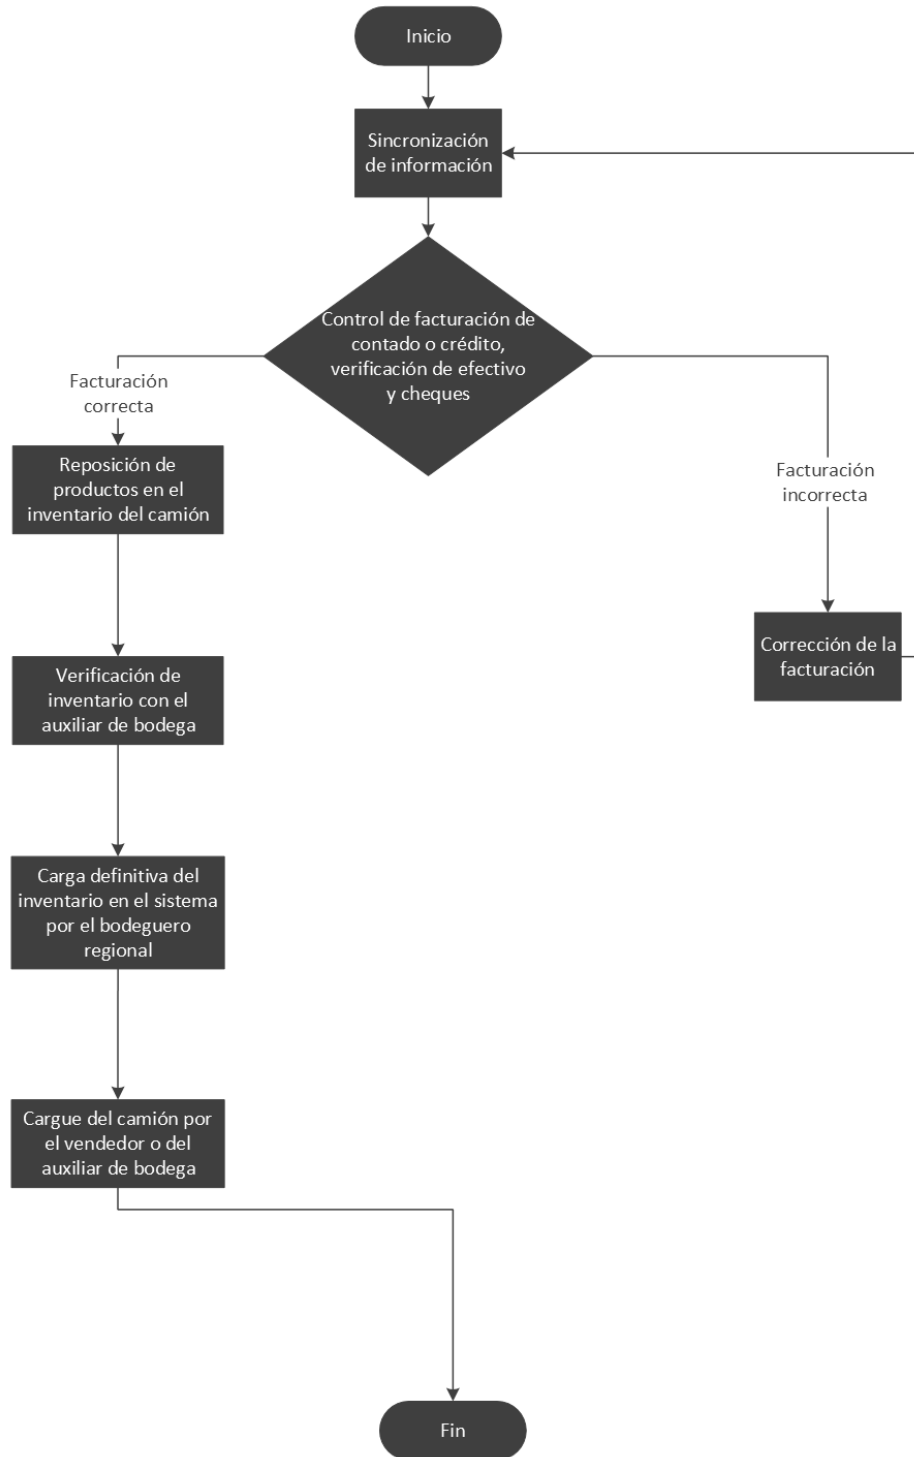 Inicio
Sincronización
de información
Control de facturación de
contado o crédito,
verificación de efectivo
y cheques
Facturación
correcta
Reposición de
productos en el
inventario del camión
Facturación
incorrecta
Corrección de la
facturación
Verificación de
inventario con el
auxiliar de bodega
Carga definitiva del
inventario en el sistema
por el bodeguero
regional
Cargue del camión por
el vendedor o del
auxiliar de bodega
Fin